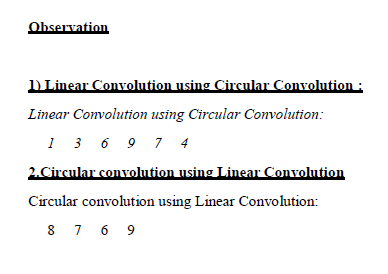 Observation
1) Linear Convolution using Circular Convolution :
Linear Convolution using Circular Convolution:
1 3 6 9 7 4
2.Circular convolution using Linear Convolution
Circular convolution using Linear Convolution:
8 7 6 9